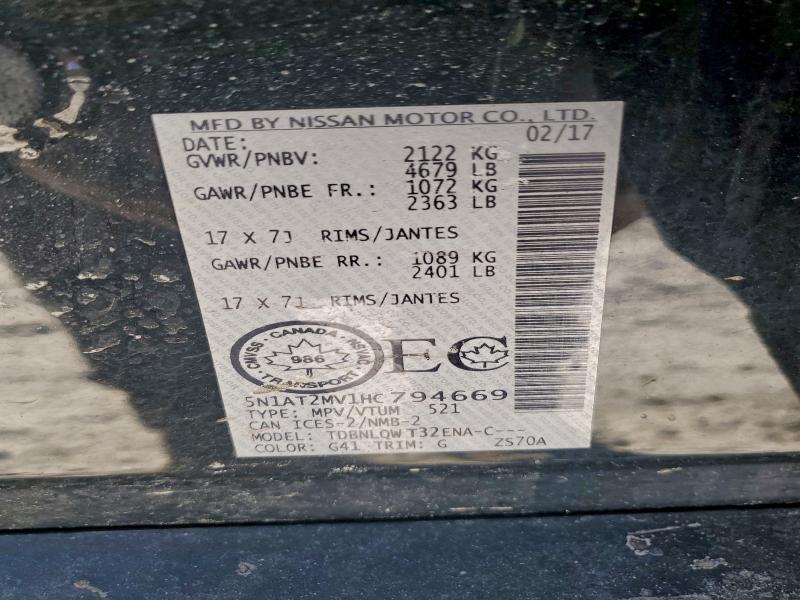 MFD BY NISSAN MOTOR CO., LTD.
DATE: 02/17
GVWR/PNBV: 2122 KG
4679 LB
GAWR/PNBE FR.: 1072 KG
2363 LB
17 X 7J RIMS/JANTES
GAWR/PNBE RR.: 1089 KG
2401 LB
17 X 7J RIMS/JANTES
CANADA
CMVSS · NSVAC
986
TRANSPORT
EC
5N1AT2MV1HC794669
TYPE: MPV/VTUM 521
CAN ICES-2/NMB-2
MODEL: TDBNLQW T32ENA-C---
COLOR: G41 TRIM: G ZS70A